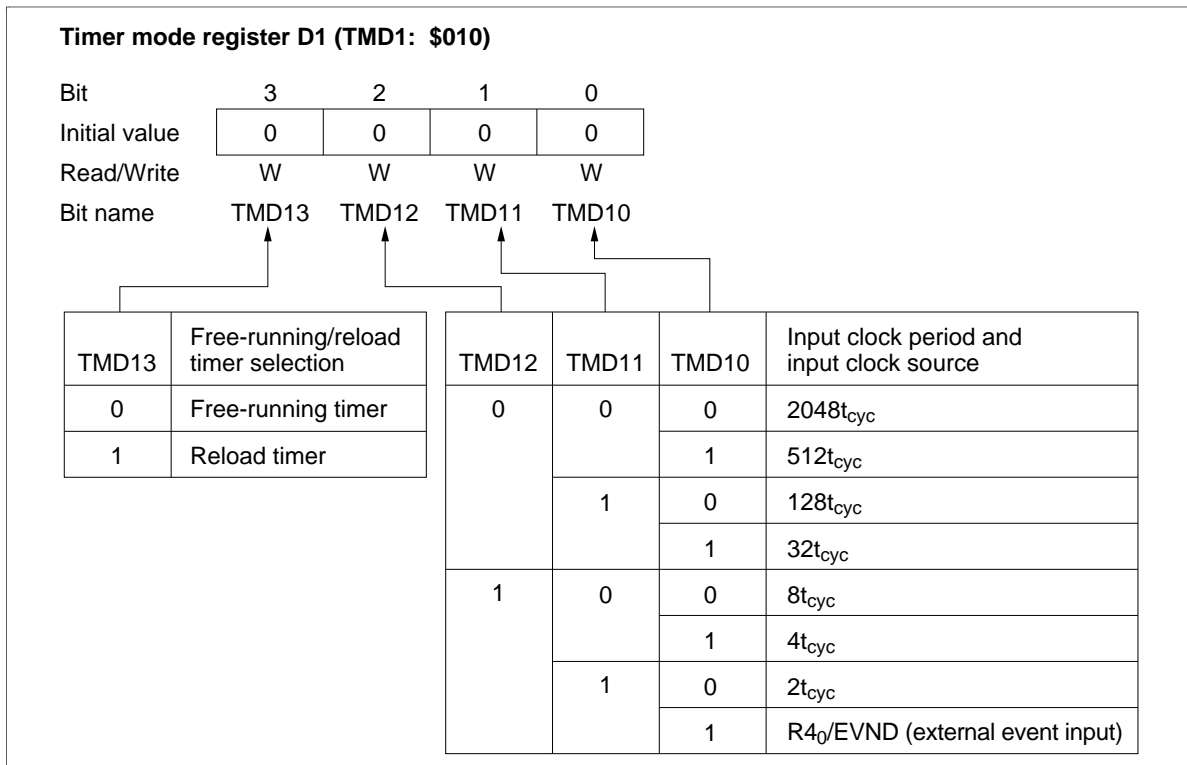 Timer mode register D1 (TMD1: $010)
Bit 3 2 1 0
Initial value 0 0 0 0
Read/Write W W W W
Bit name TMD13 TMD12 TMD11 TMD10
TMD13 Free-running/reload
timer selection
0 Free-running timer
1 Reload timer
TMD12 TMD11 TMD10 Input clock period and
input clock source
0 0 0 2048tcyc
1 512tcyc
1 0 128tcyc
1 32tcyc
1 0 0 8tcyc
1 4tcyc
1 0 2tcyc
1 R40/EVND (external event input)